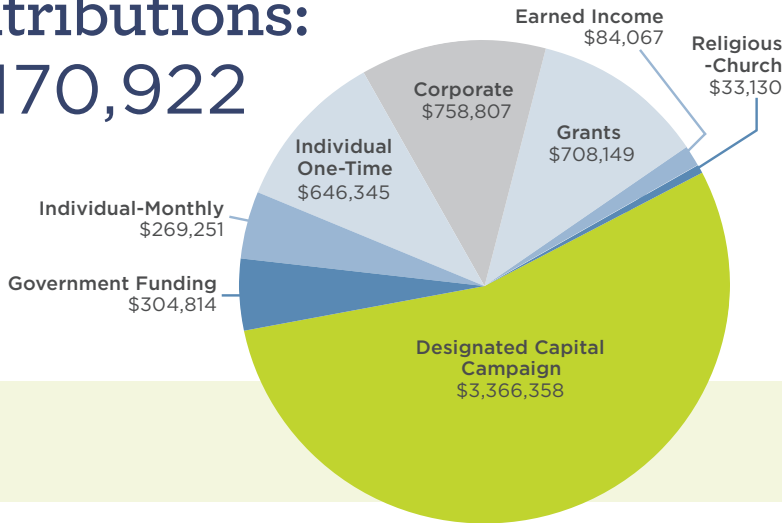 tributions:
170,922
Earned Income
$84,067
Religious
-Church
$33,130
Corporate
$758,807
Grants
$708,149
Individual
One-Time
$646,345
Individual-Monthly
$269,251
Government Funding
$304,814
Designated Capital
Campaign
$3,366,358